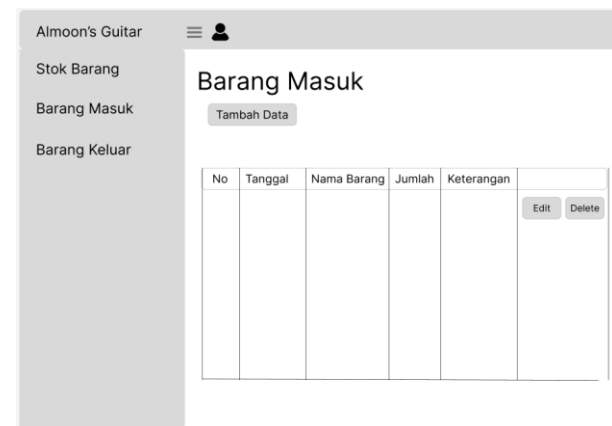 Almoon's Guitar
Stok Barang
Barang Masuk
Barang Keluar
Barang Masuk
Tambah Data
No Tanggal Nama Barang Jumlah Keterangan
Edit Delete